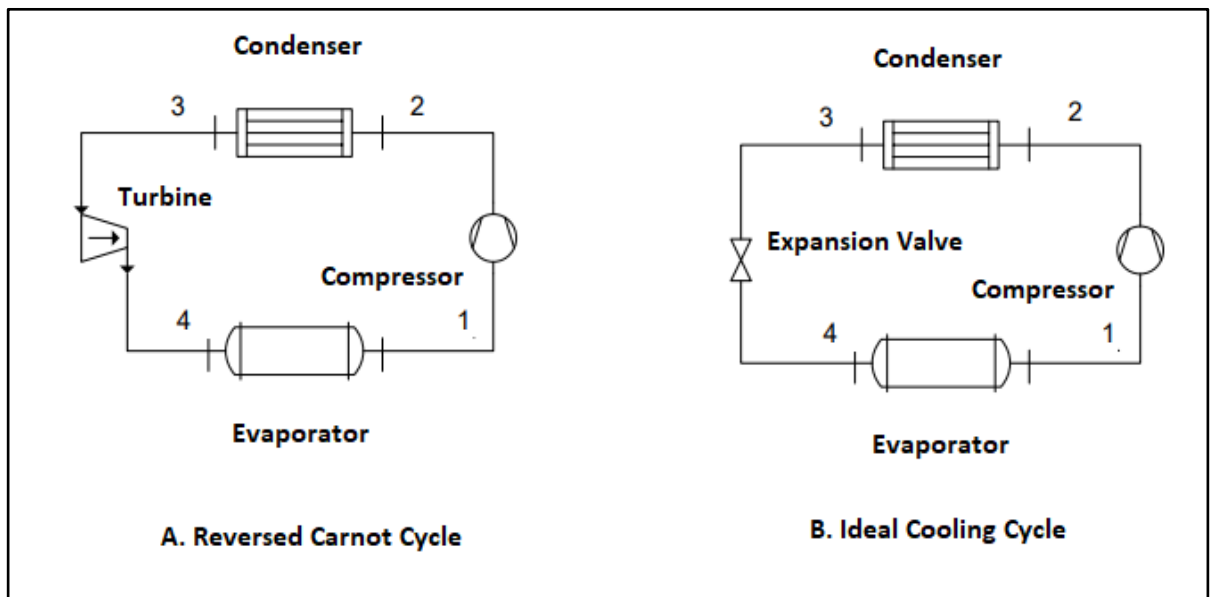 Condenser
3
2
Turbine
Compressor
4
1
Evaporator
A. Reversed Carnot Cycle
Condenser
3
2
Expansion Valve
Compressor
4
1
Evaporator
B. Ideal Cooling Cycle